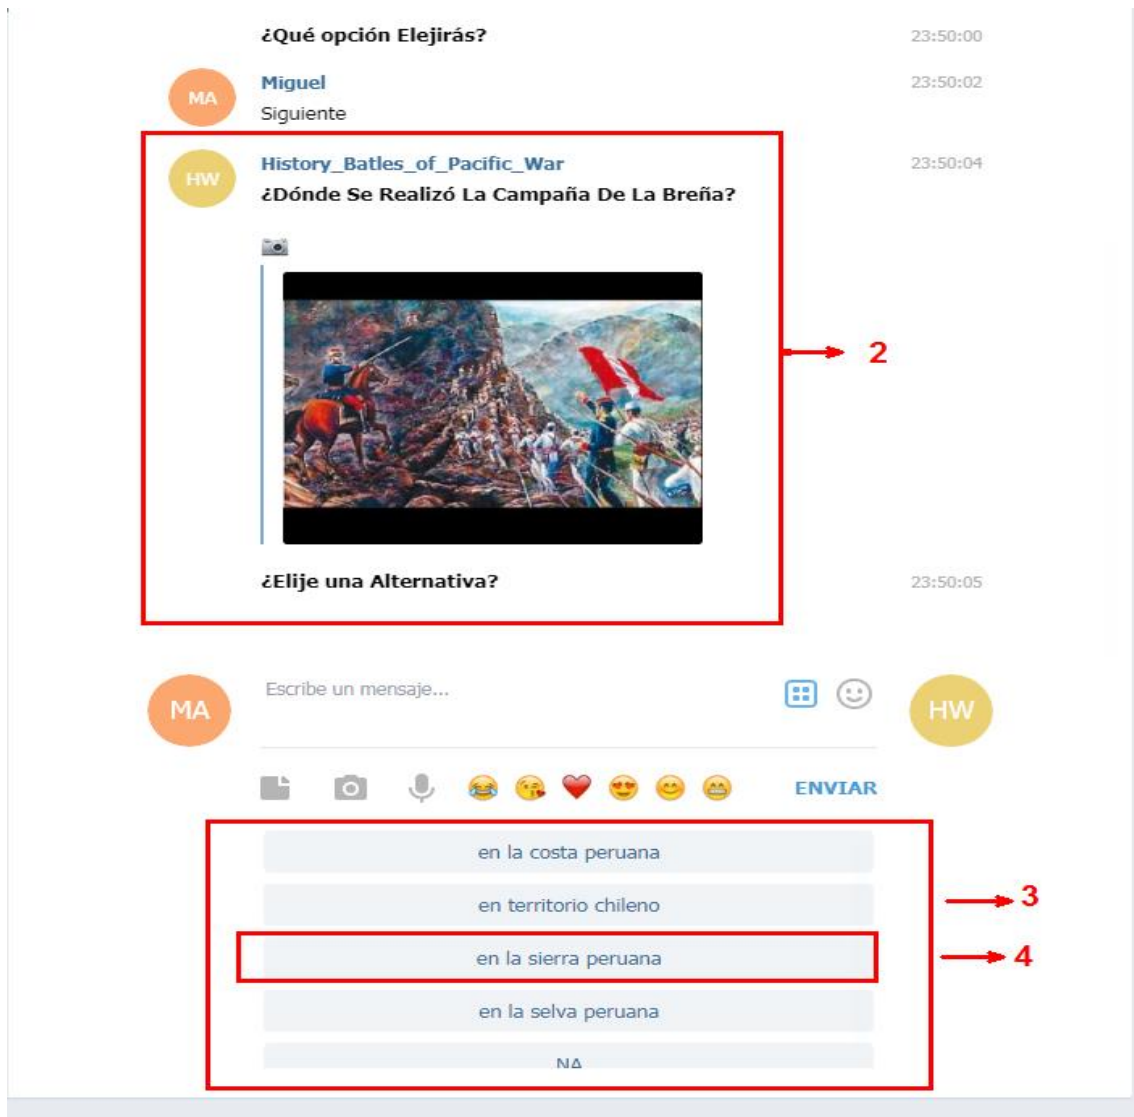 ¿Qué opción Elejirás? 23:50:00
MA Miguel 23:50:02
Siguiente
HW History_Batles_of_Pacific_War 23:50:04
¿Dónde Se Realizó La Campaña De La Breña?
2
¿Elije una Alternativa? 23:50:05
MA Escribe un mensaje... HW
ENVIAR
en la costa peruana
en territorio chileno 3
en la sierra peruana 4
en la selva peruana
NA